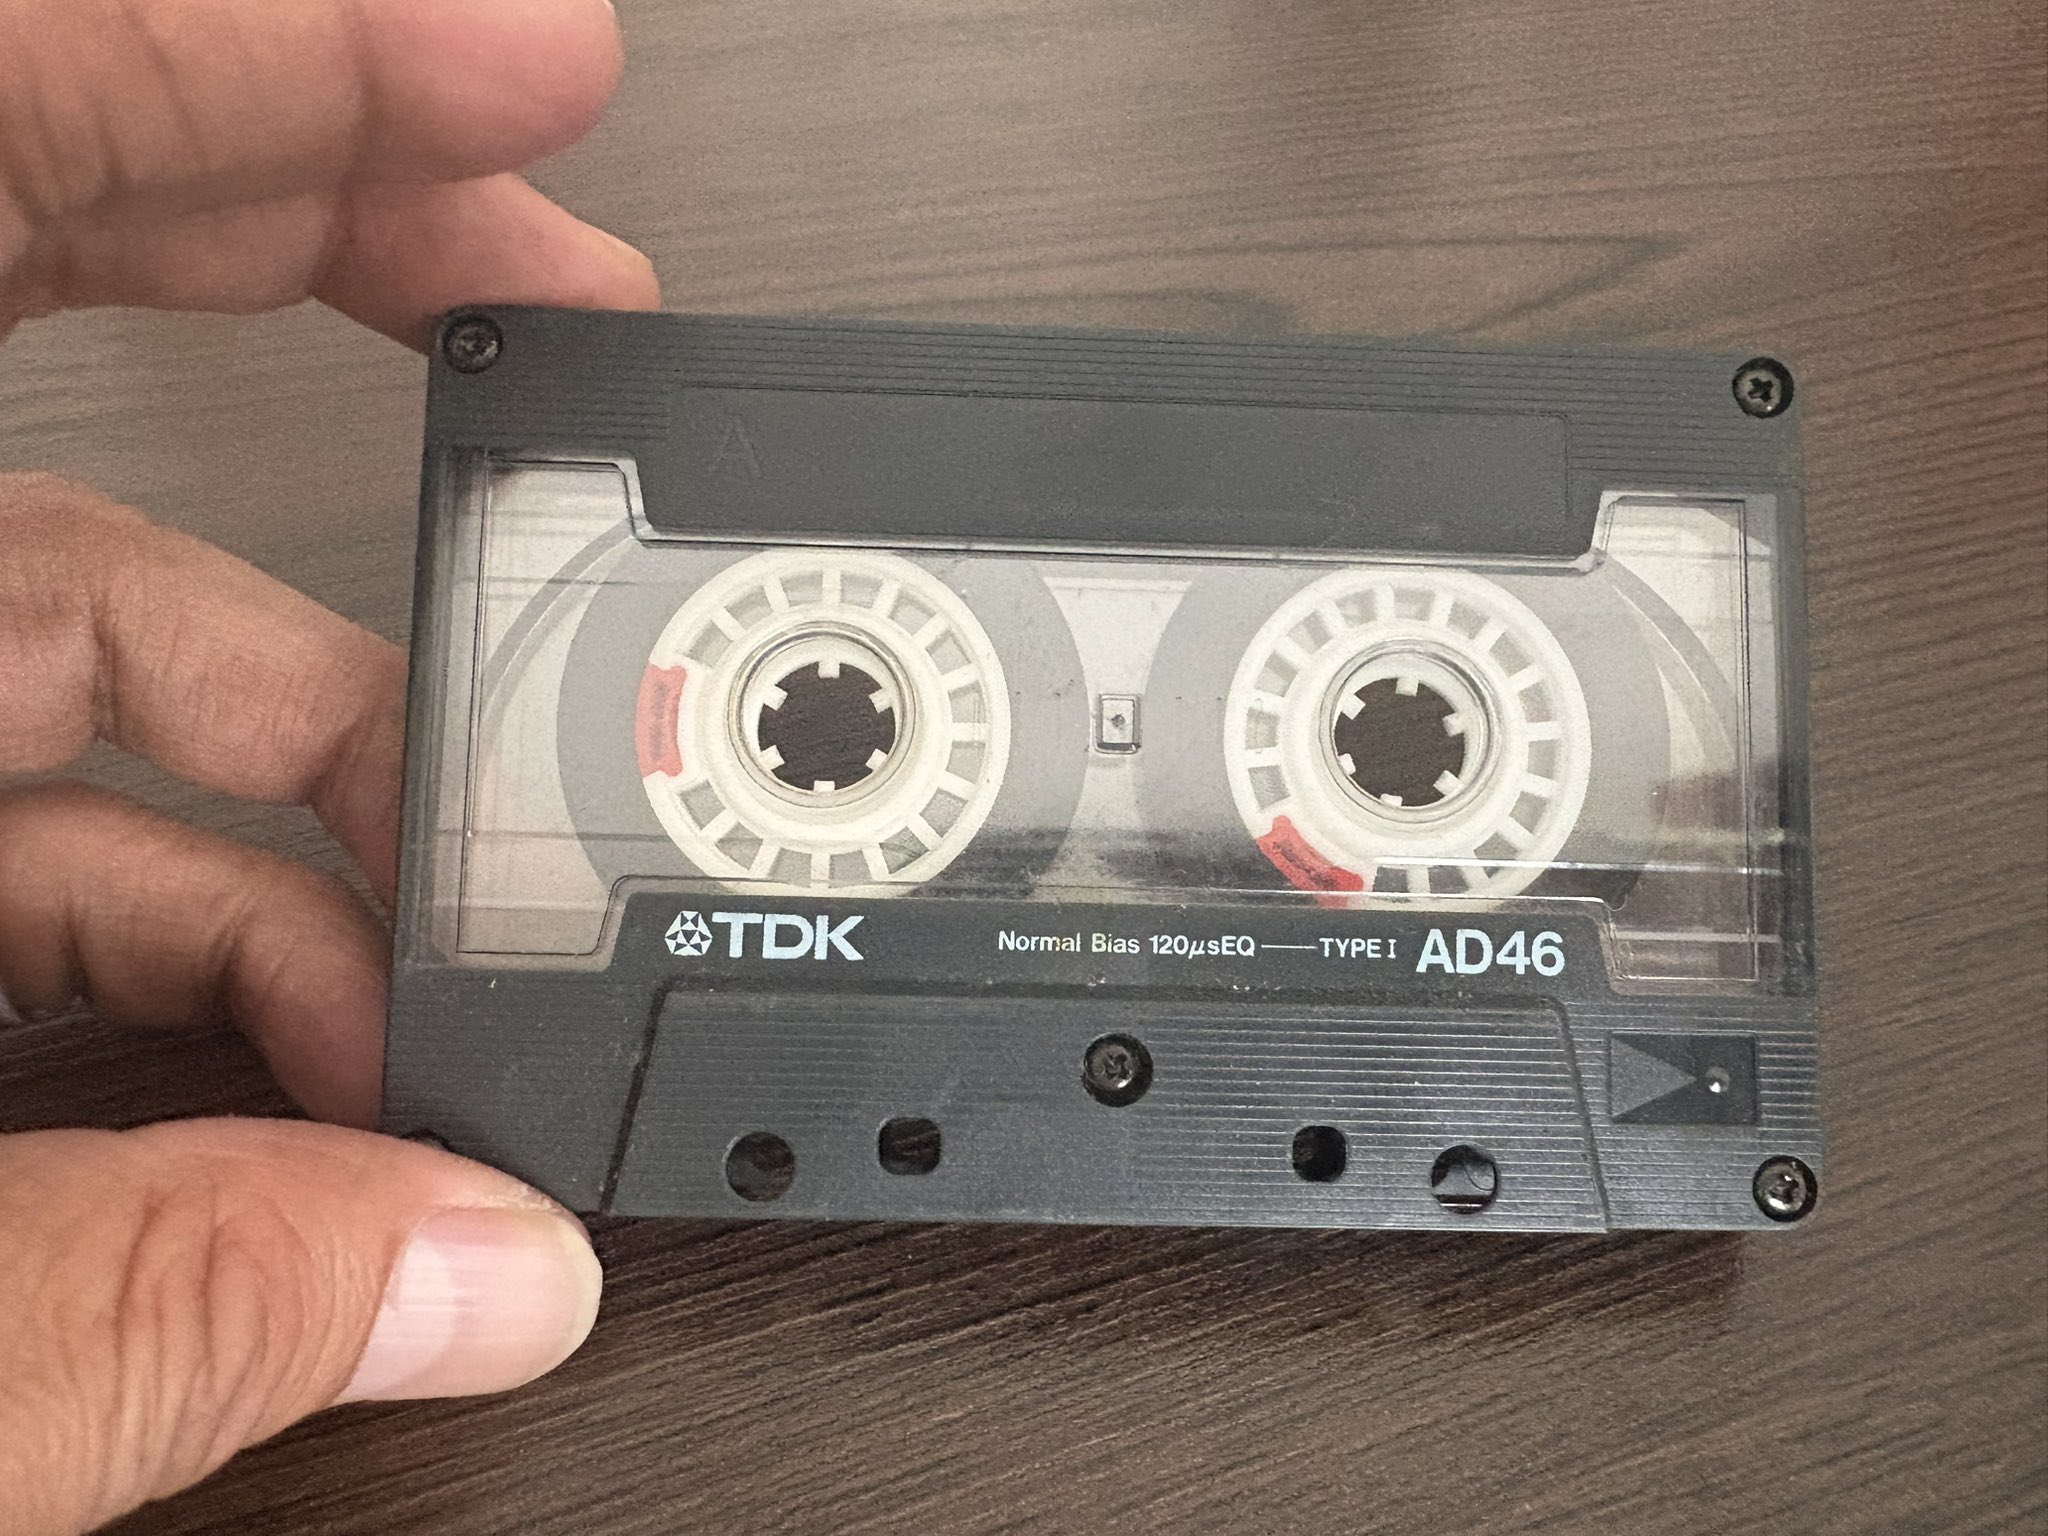 A
TDK Normal Bias 120μsEQ TYPE I AD46